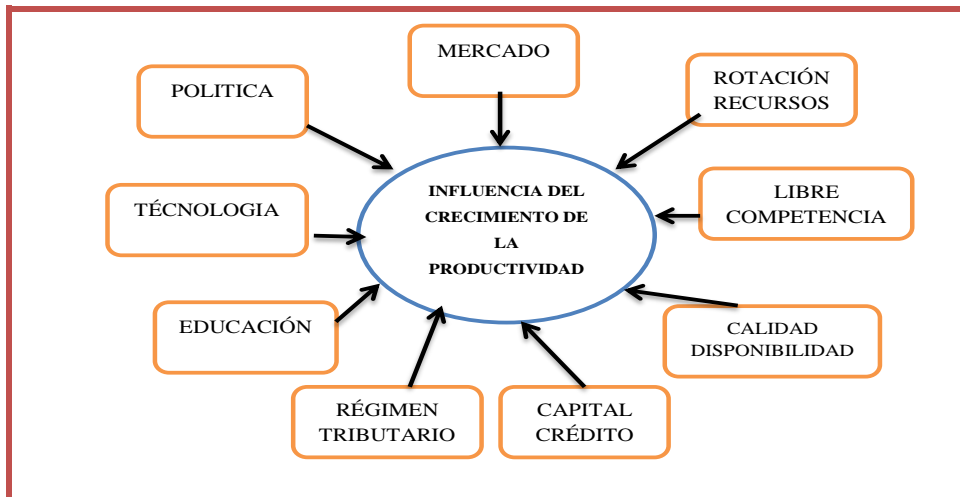 MERCADO
POLITICA
ROTACIÓN
RECURSOS
TÉCNOLOGIA
INFLUENCIA DEL
CRECIMIENTO DE
LA
PRODUCTIVIDAD
LIBRE
COMPETENCIA
EDUCACIÓN
CALIDAD
DISPONIBILIDAD
RÉGIMEN
TRIBUTARIO
CAPITAL
CRÉDITO